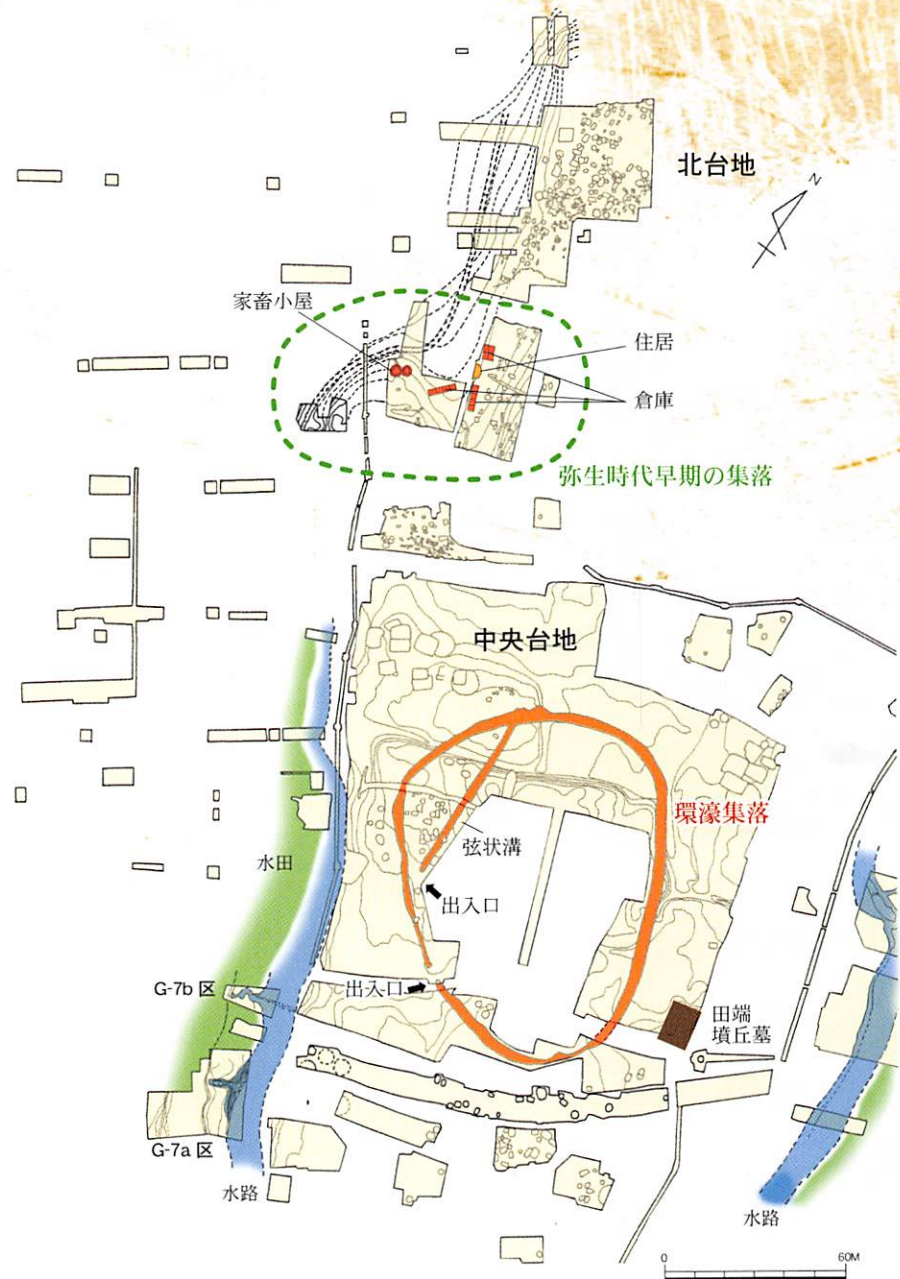 北台地
N
家畜小屋
住居
倉庫
弥生時代早期の集落
中央台地
環濠集落
弦状溝
水田
出入口
出入口
G-7b 区
田端
墳丘墓
G-7a 区
水路
水路
0
60M